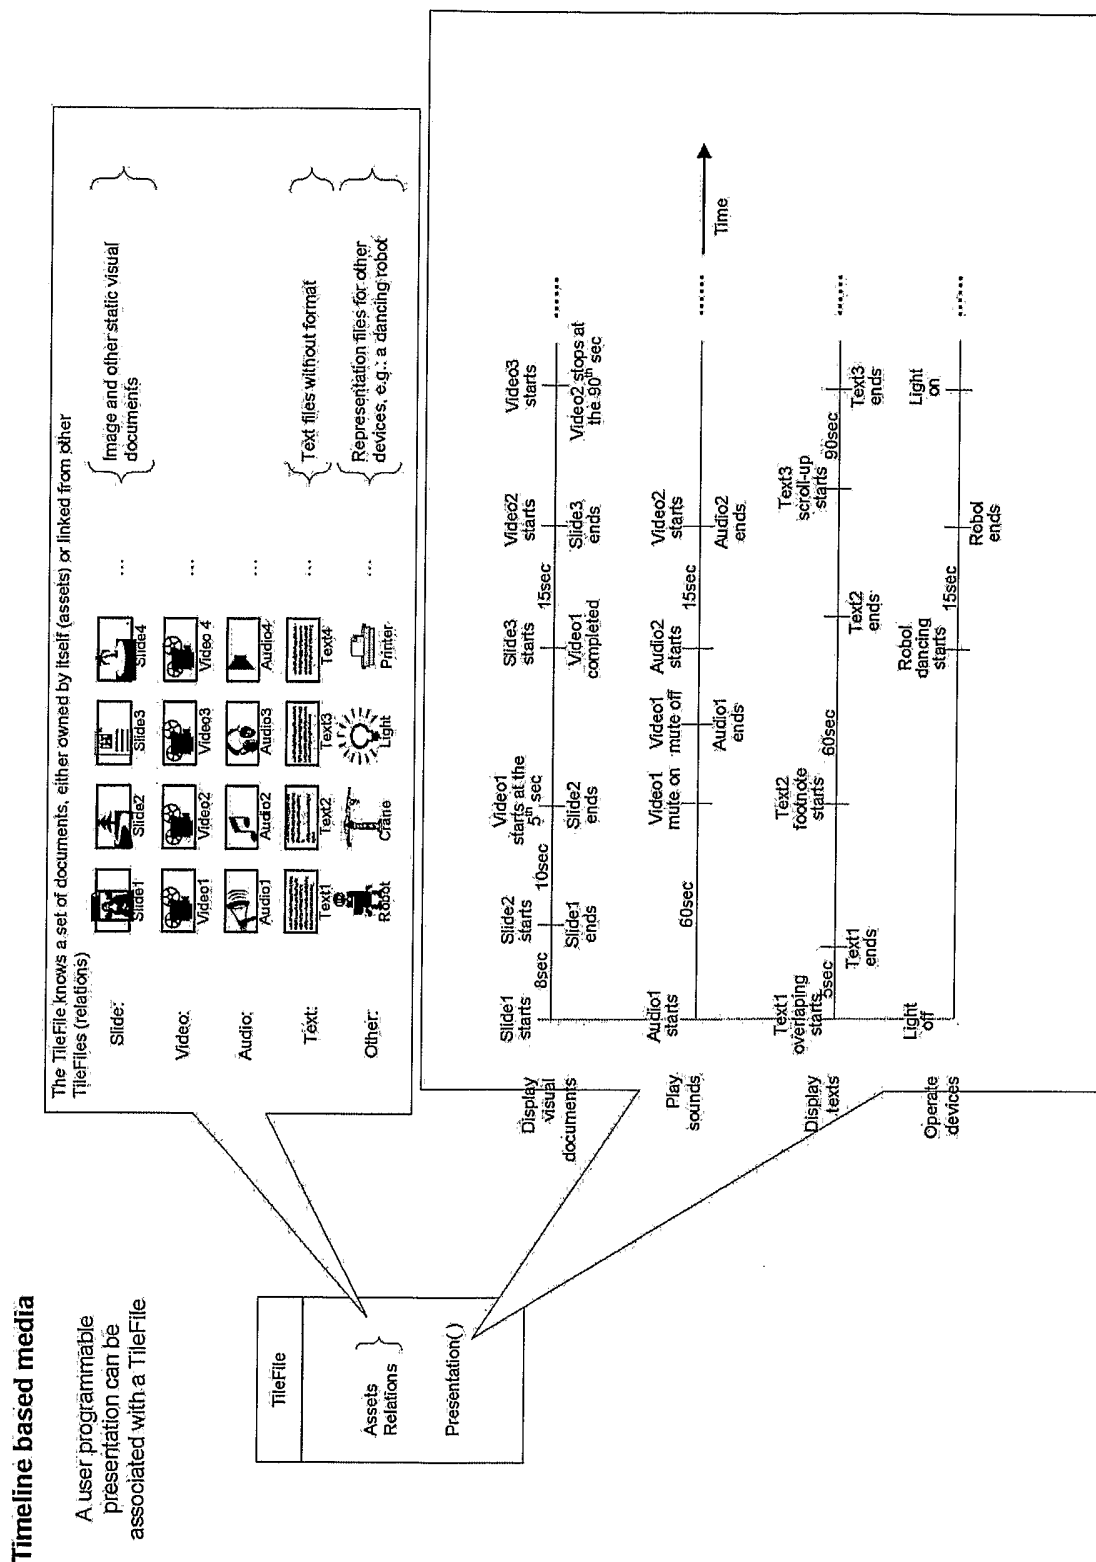 Timeline based media
A user programmable
presentation can be
associated with a TileFile
TileFile
Assets
Relations
Presentation()
The TileFile knows a set of documents, either owned by itself (assets) or linked from other
TileFiles (relations)
Slide:
Slide1
Slide2
Slide3
Slide4
...
Image and other static visual
documents
Video:
Video1
Video2
Video3
Video 4
...
Audio:
Audio1
Audio2
Audio3
Audio4
...
Text:
Text1
Text2
Text3
Text4
...
Text files without format
Other:
Robot
Crane
Light
Printer
...
Representation files for other
devices, e.g.: a dancing robot
Display
visual
documents
Slide1
starts
8sec
Slide2
starts
Slide1
ends
10sec
Video1
starts at the
5th sec
Slide2
ends
Slide3
starts
Video1
completed
15sec
Video2
starts
Slide3
ends
Video3
starts
Video2 stops at
the 90th sec
......
Play
sounds
Audio1
starts
60sec
Video1
mute on
Video1
mute off
Audio1
ends
Audio2
starts
15sec
Video2
starts
Audio2
ends
......
Time
Display
texts
Text1
overlaping
starts
5sec
Text1
ends
Text2
footnote
starts
60sec
Text2
ends
Text3
scroll-up
starts
90sec
Text3
ends
......
Operate
devices
Light
off
Robol
dancing
starts
15sec
Robol
ends
Light
on
......